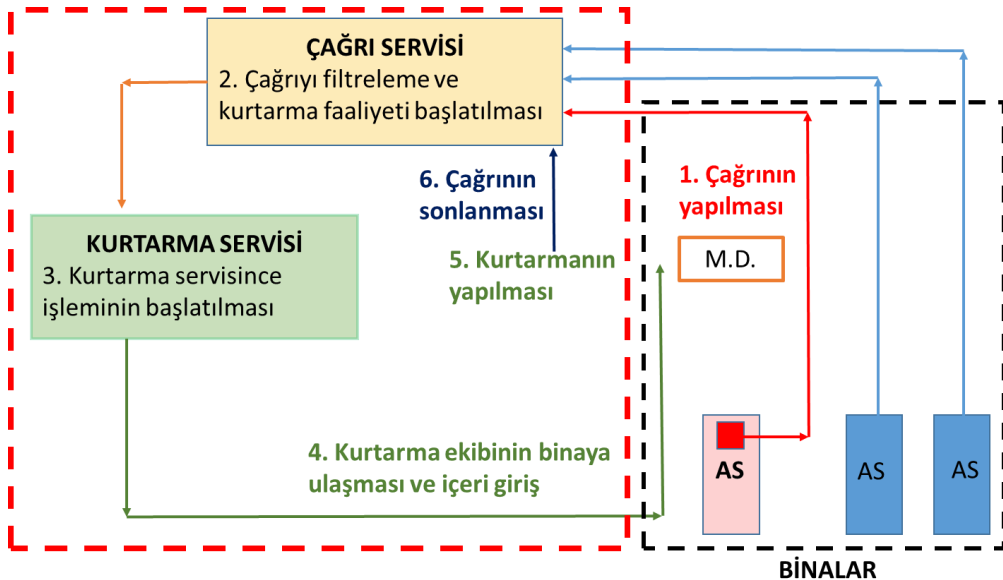 ÇAĞRI SERVİSİ
2. Çağrıyı filtreleme ve
kurtarma faaliyeti başlatılması
1. Çağrının
yapılması
6. Çağrının
sonlanması
KURTARMA SERVİSİ
3. Kurtarma servisince
işleminin başlatılması
5. Kurtarmanın
yapılması
M.D.
4. Kurtarma ekibinin binaya
ulaşması ve içeri giriş
AS
AS
AS
BİNALAR